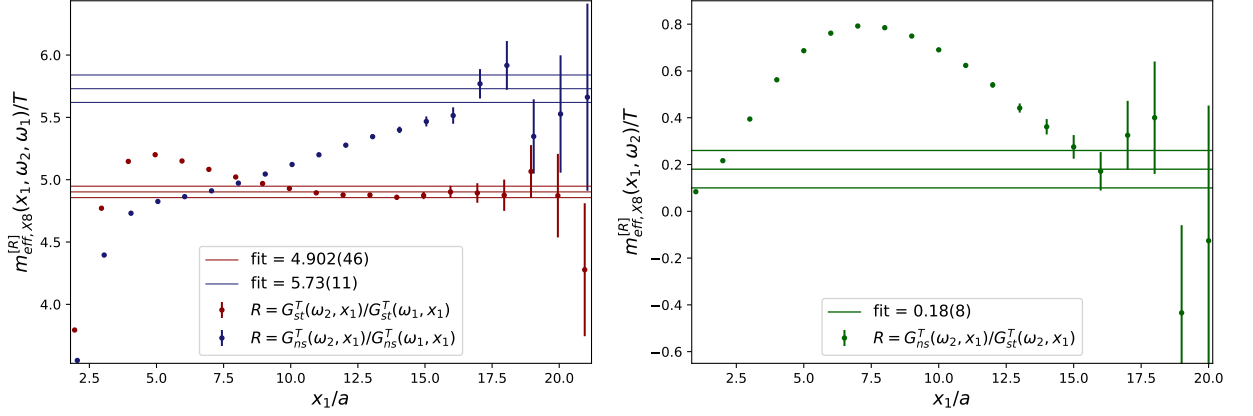 m^{[R]}_{eff, X8}(x_1, ω_2, ω_1)/T
6.0
5.5
5.0
4.5
4.0
fit = 4.902(46)
fit = 5.73(11)
R = G^T_{st}(ω_2, x_1)/G^T_{st}(ω_1, x_1)
R = G^T_{ns}(ω_2, x_1)/G^T_{ns}(ω_1, x_1)
2.5 5.0 7.5 10.0 12.5 15.0 17.5 20.0
x_1/a
m^{[R]}_{eff, X8}(x_1, ω_2)/T
0.8
0.6
0.4
0.2
0.0
−0.2
−0.4
−0.6
fit = 0.18(8)
R = G^T_{ns}(ω_2, x_1)/G^T_{st}(ω_2, x_1)
2.5 5.0 7.5 10.0 12.5 15.0 17.5 20.0
x_1/a